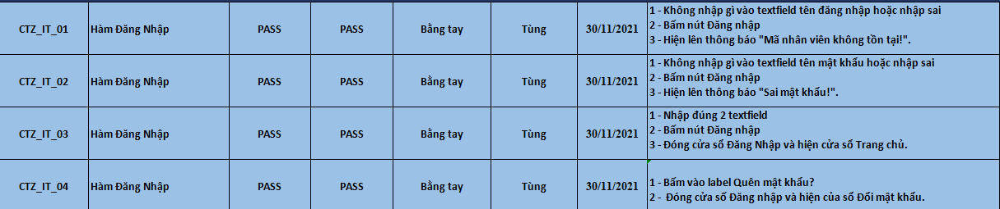 CTZ_IT_01 Hàm Đăng Nhập PASS PASS Bằng tay Tùng 30/11/2021
1 - Không nhập gì vào textfield tên đăng nhập hoặc nhập sai
2 - Bấm nút Đăng nhập
3 - Hiện lên thông báo "Mã nhân viên không tồn tại!".
CTZ_IT_02 Hàm Đăng Nhập PASS PASS Bằng tay Tùng 30/11/2021
1 - Không nhập gì vào textfield tên mật khẩu hoặc nhập sai
2 - Bấm nút Đăng nhập
3 - Hiện lên thông báo "Sai mật khẩu!".
CTZ_IT_03 Hàm Đăng Nhập PASS PASS Bằng tay Tùng 30/11/2021
1 - Nhập đúng 2 textfield
2 - Bấm nút Đăng nhập
3 - Đóng cửa sổ Đăng Nhập và hiện cửa sổ Trang chủ.
CTZ_IT_04 Hàm Đăng Nhập PASS PASS Bằng tay Tùng 30/11/2021
1 - Bấm vào label Quên mật khẩu?
2 - Đóng cửa sổ Đăng nhập và hiện của sổ Đổi mật khẩu.